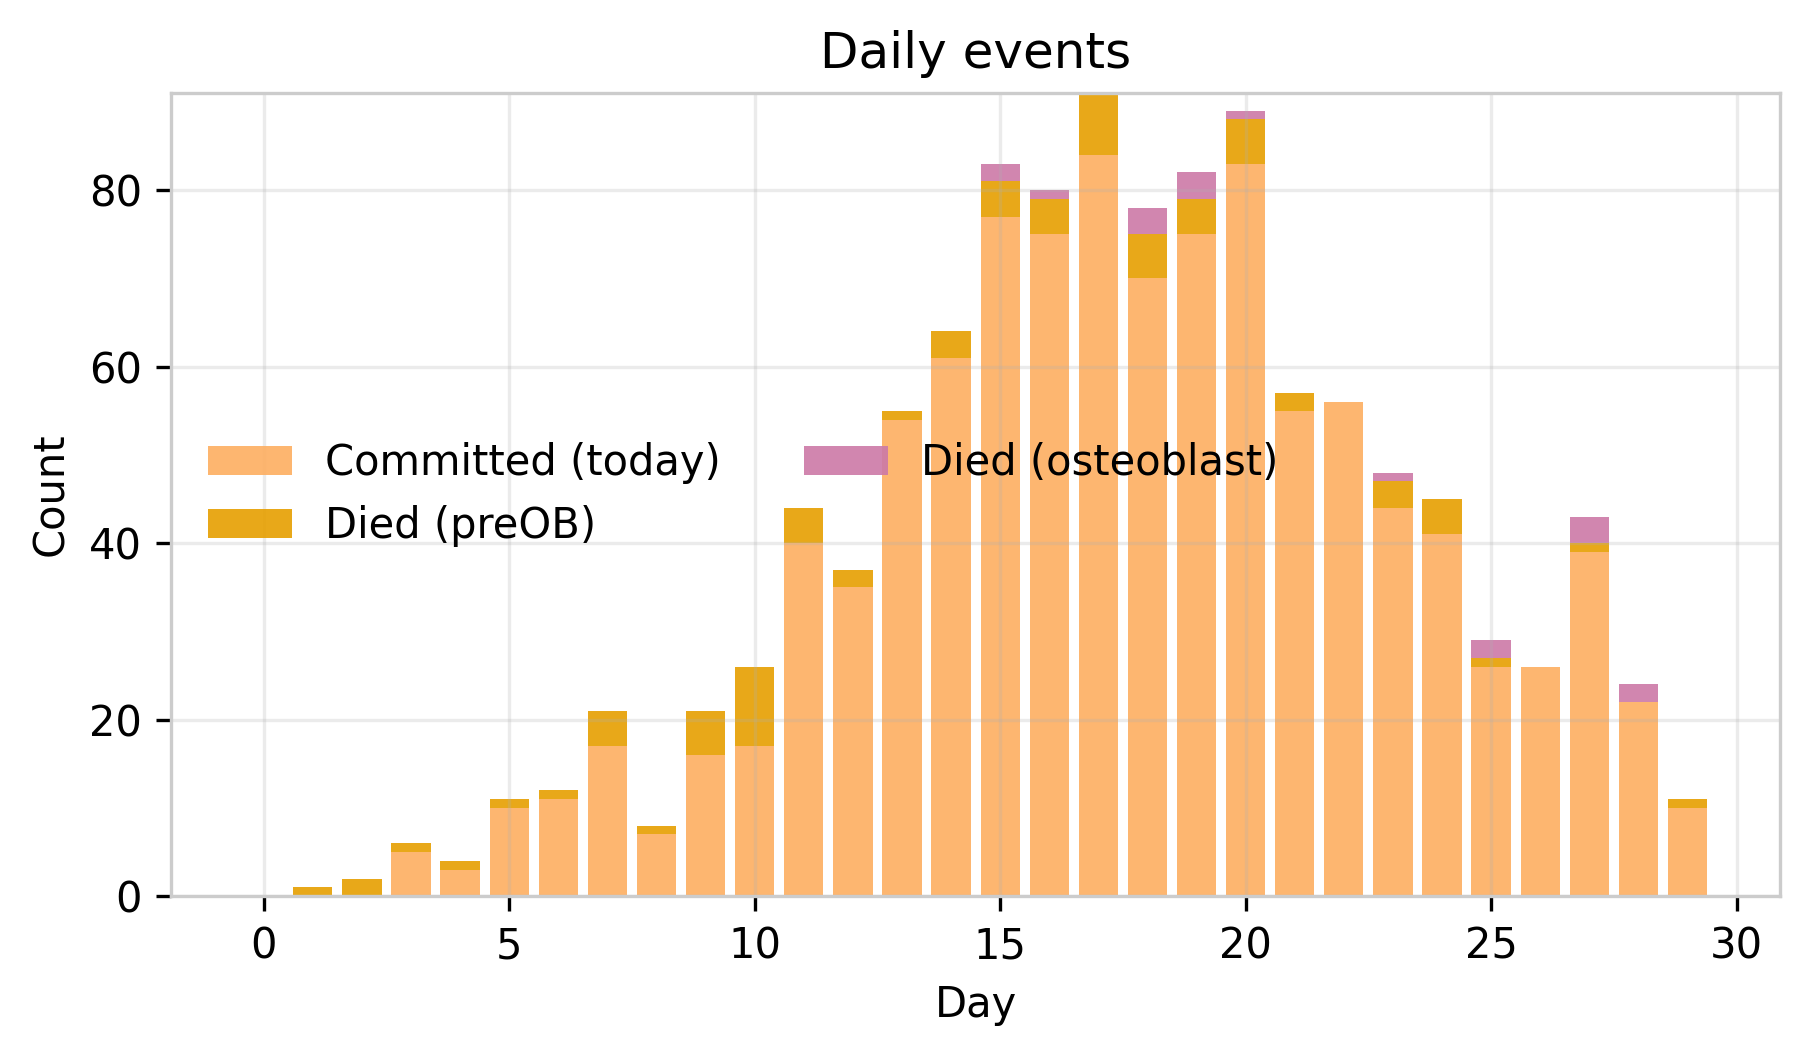 Daily events
Count
80
60
40
20
0
Committed (today)
Died (preOB)
Died (osteoblast)
0 5 10 15 20 25 30
Day